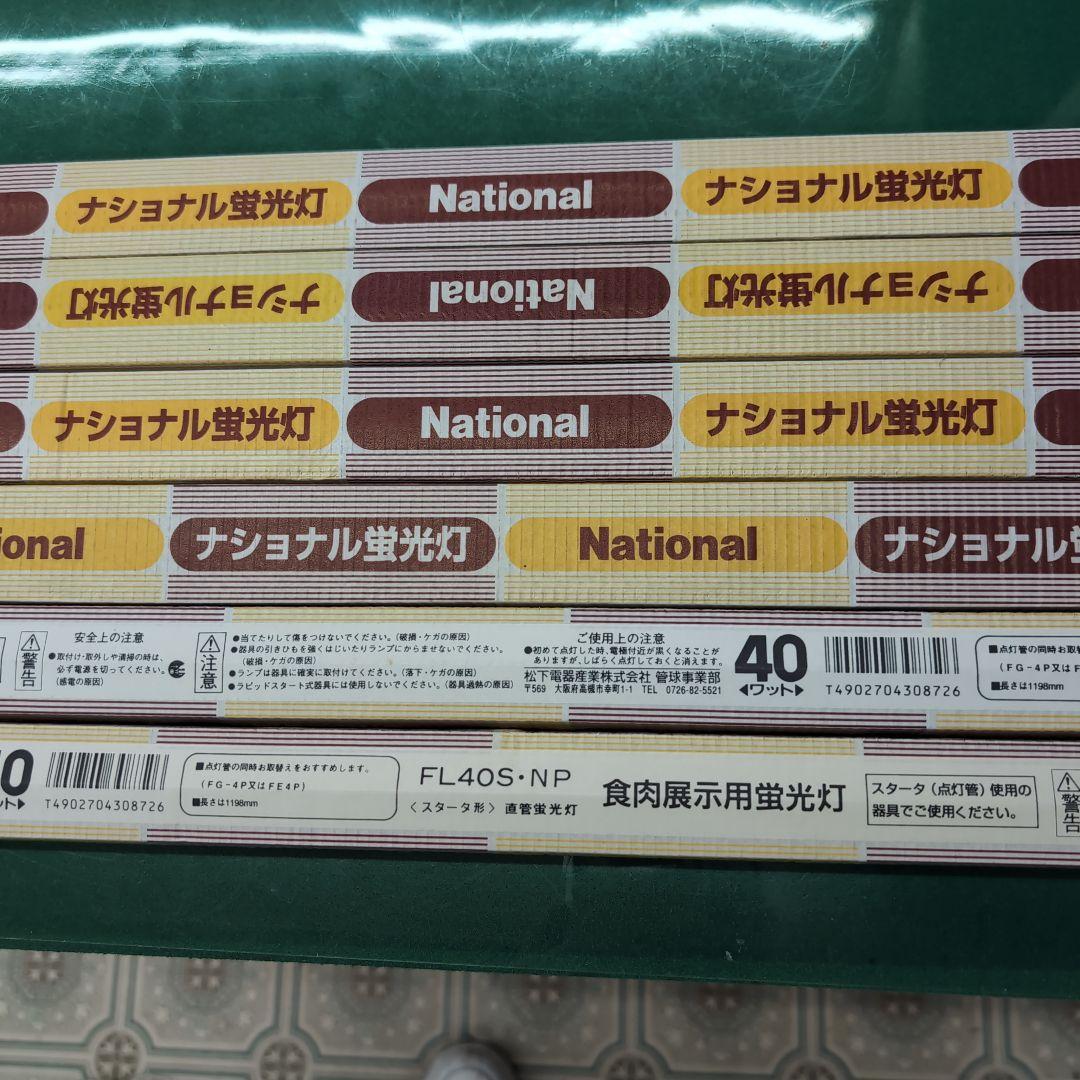 ナショナル蛍光灯 National ナショナル蛍光灯
ナショナル蛍光灯 National ナショナル蛍光灯
ナショナル蛍光灯 National ナショナル蛍光灯
ional ナショナル蛍光灯 National ナショナル蛍
警告
安全上の注意
●取付け・取外しや清掃の時は、
必ず電源を切ってください。
(感電の原因)
注意
●当てたりして傷をつけないでください。(破損・ケガの原因)
●器具の引きひもを強くはじいたりランプにからませないでください。
(破損・ケガの原因)
●ランプは器具に確実に取付けてください。(落下・ケガの原因)
●ラピッドスタート式器具には使用しないでください。(器具過熱の原因)
ご使用上の注意
●初めて点灯した時、電極付近が黒くなることが
ありますが、しばらく点灯しておくと消えます。
松下電器産業株式会社 管球事業部
〒569 大阪府高槻市幸町1-1 TEL 0726-82-5521
40
ワット
T4902704308726
■点灯管の同時お取替
(FG-4P又はF
■長さは1198mm
0
ット
T4902704308726
■点灯管の同時お取替えをおすすめします。
(FG-4P又はFE4P)
■長さは1198mm
FL40S・NP
〈スタータ形〉 直管蛍光灯
食肉展示用蛍光灯
スタータ(点灯管)使用の
器具でご使用ください。
警告